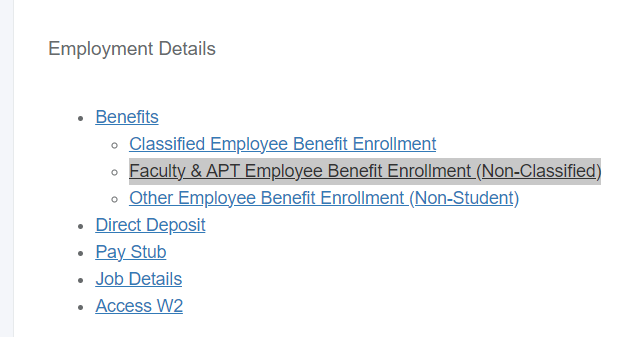 Employment Details
Benefits
Classified Employee Benefit Enrollment
Faculty & APT Employee Benefit Enrollment (Non-Classified)
Other Employee Benefit Enrollment (Non-Student)
Direct Deposit
Pay Stub
Job Details
Access W2